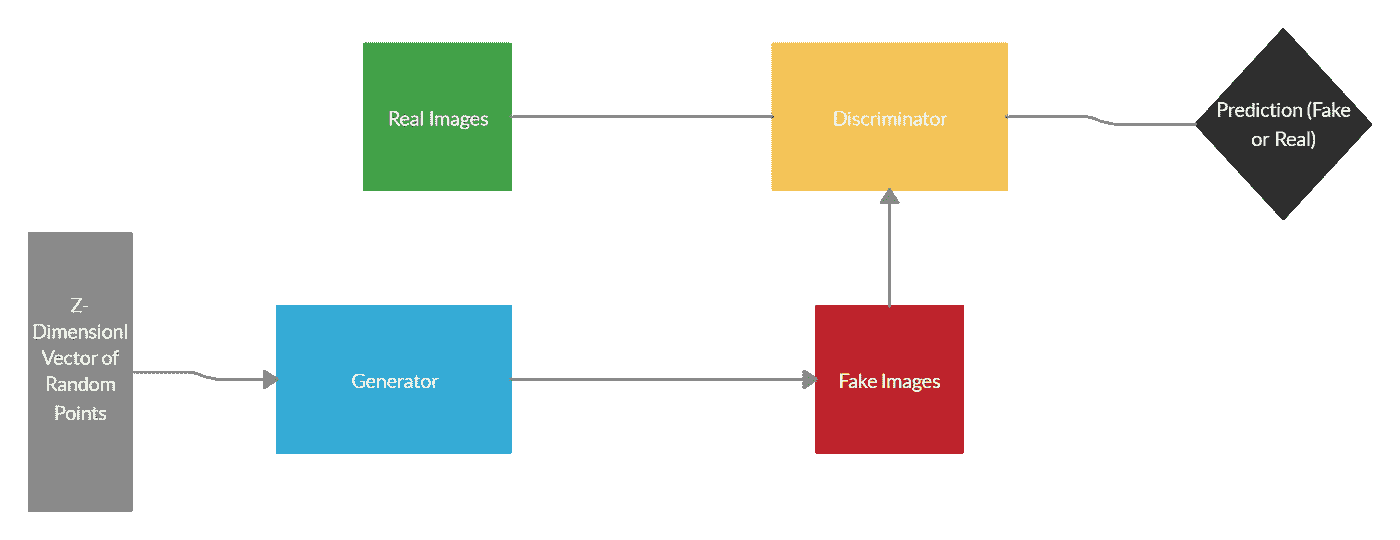 Real Images
Discriminator
Prediction (Fake
or Real)
Z-
Dimensionl
Vector of
Random
Points
Generator
Fake Images